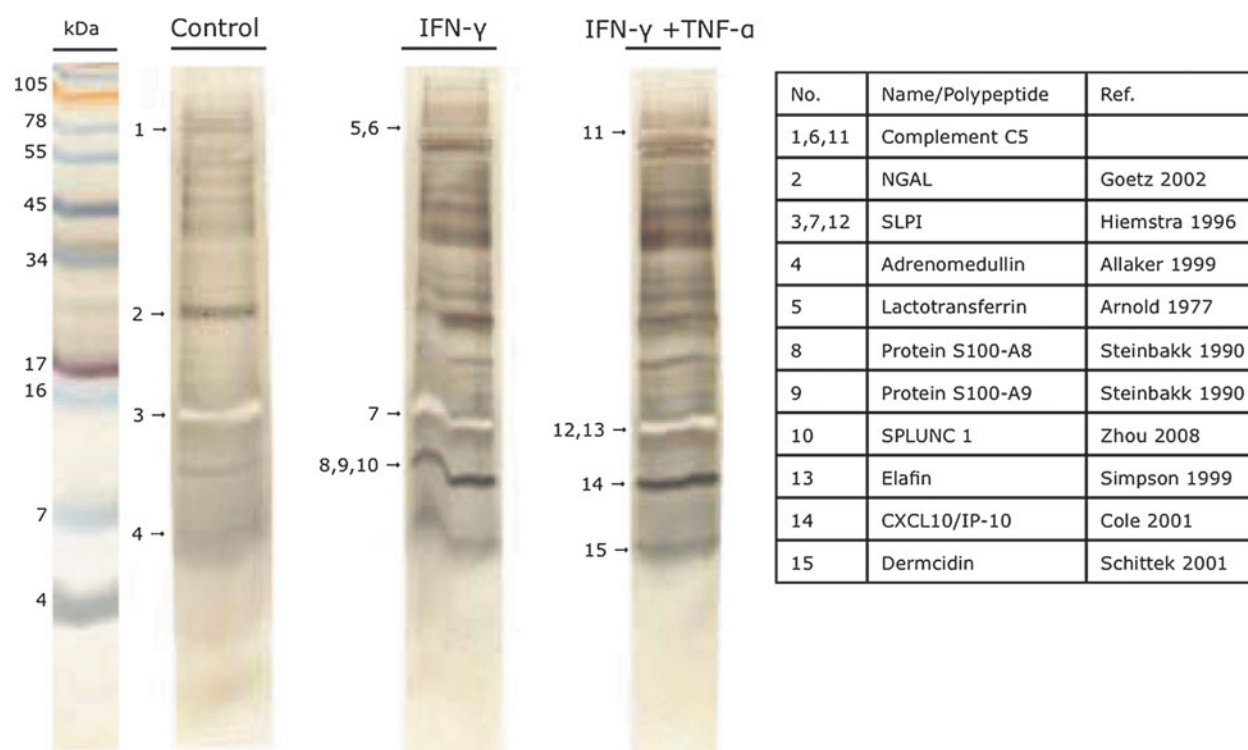 kDa
105
78
55
45
34
17
16
7
4
Control
1 →
2 →
3 →
4 →
IFN-γ
5,6 →
7 →
8,9,10 →
IFN-γ +TNF-α
11 →
12,13 →
14 →
15 →
No. Name/Polypeptide Ref.
1,6,11 Complement C5
2 NGAL Goetz 2002
3,7,12 SLPI Hiemstra 1996
4 Adrenomedullin Allaker 1999
5 Lactotransferrin Arnold 1977
8 Protein S100-A8 Steinbakk 1990
9 Protein S100-A9 Steinbakk 1990
10 SPLUNC 1 Zhou 2008
13 Elafin Simpson 1999
14 CXCL10/IP-10 Cole 2001
15 Dermcidin Schittek 2001